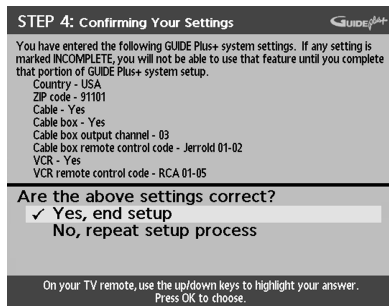 STEP 4: Confirming Your Settings
GUIDE Plus+
You have entered the following GUIDE Plus+ system settings. If any setting is
marked INCOMPLETE, you will not be able to use that feature until you complete
that portion of GUIDE Plus+ system setup.
Country - USA
ZIP code - 91101
Cable - Yes
Cable box - Yes
Cable box output channel - 03
Cable box remote control code - Jerrold 01-02
VCR - Yes
VCR remote control code - RCA 01-05
Are the above settings correct?
✓ Yes, end setup
No, repeat setup process
On your TV remote, use the up/down keys to highlight your answer.
Press OK to choose.